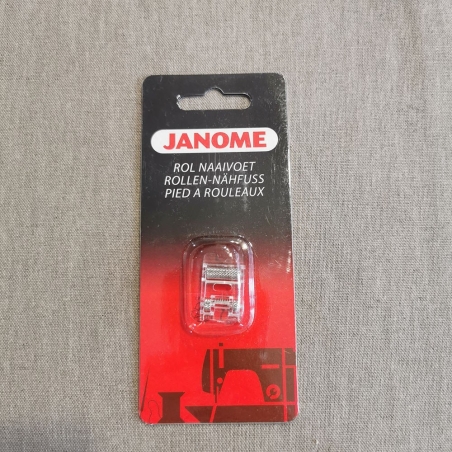 JANOME
ROL NAAIVOET
ROLLEN-NÄHFUSS
PIED A ROULEAUX